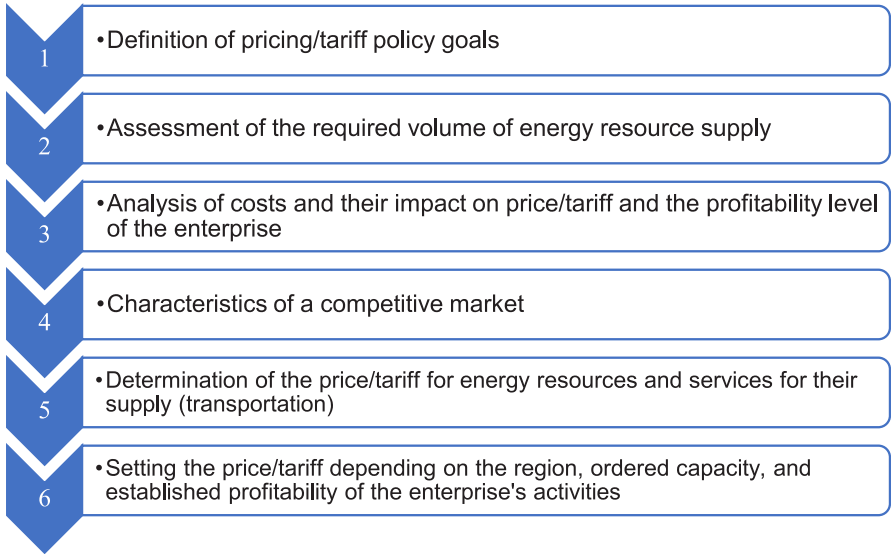 1
•Definition of pricing/tariff policy goals
2
•Assessment of the required volume of energy resource supply
3
•Analysis of costs and their impact on price/tariff and the profitability level
of the enterprise
4
•Characteristics of a competitive market
5
•Determination of the price/tariff for energy resources and services for their
supply (transportation)
6
•Setting the price/tariff depending on the region, ordered capacity, and
established profitability of the enterprise's activities